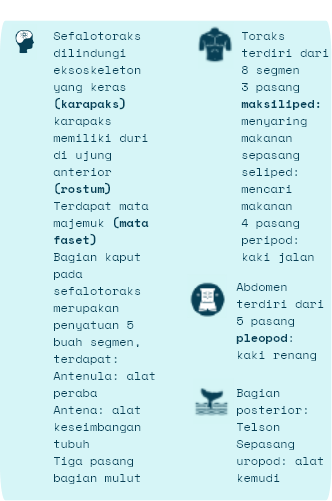 Sefalotoraks
dilindungi
eksoskeleton
yang keras
(karapaks)
karapaks
memiliki duri
di ujung
anterior
(rostum)
Terdapat mata
majemuk (mata
faset)
Bagian kaput
pada
sefalotoraks
merupakan
penyatuan 5
buah segmen,
terdapat:
Antenula: alat
peraba
Antena: alat
keseimbangan
tubuh
Tiga pasang
bagian mulut
Toraks
terdiri dari
8 segmen
3 pasang
maksiliped:
menyaring
makanan
sepasang
seliped:
mencari
makanan
4 pasang
peripod:
kaki jalan
Abdomen
terdiri dari
5 pasang
pleopod:
kaki renang
Bagian
posterior:
Telson
Sepasang
uropod: alat
kemudi